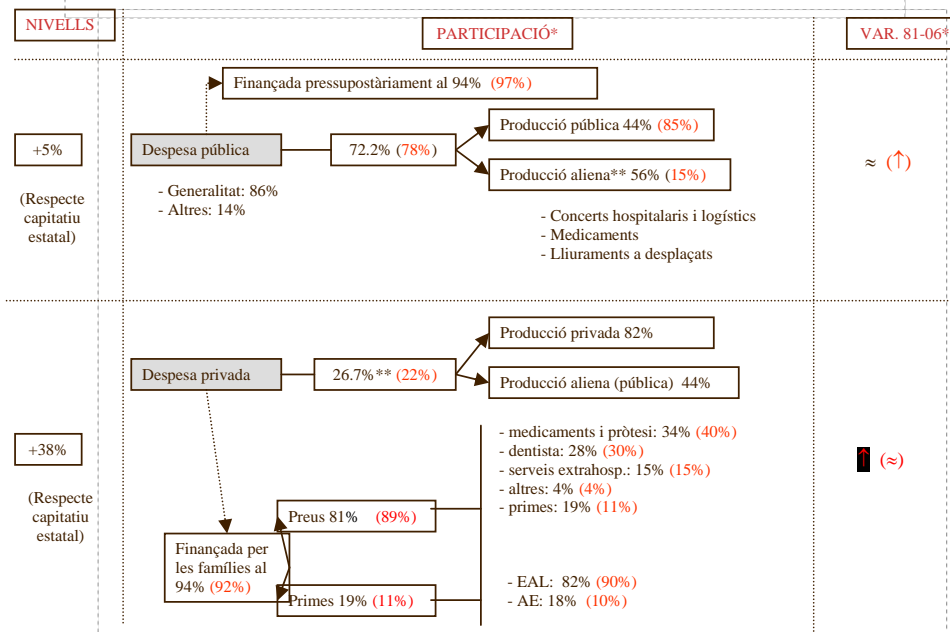 NIVELLS
PARTICIPACIÓ*
VAR. 81-06*
Finançada pressupostàriament al 94% (97%)
+5%
(Respecte
capitatiu
estatal)
Despesa pública
72.2% (78%)
Producció pública 44% (85%)
Producció aliena** 56% (15%)
≈ (↑)
- Generalitat: 86%
- Altres: 14%
- Concerts hospitalaris i logístics
- Medicaments
- Lliuraments a desplaçats
Despesa privada
26.7%** (22%)
Producció privada 82%
Producció aliena (pública) 44%
+38%
(Respecte
capitatiu
estatal)
- medicaments i pròtesi: 34% (40%)
- dentista: 28% (30%)
- serveis extrahosp.: 15% (15%)
- altres: 4% (4%)
- primes: 19% (11%)
↑ (≈)
Preus 81% (89%)
Finançada per
les famílies al
94% (92%)
Primes 19% (11%)
- EAL: 82% (90%)
- AE: 18% (10%)